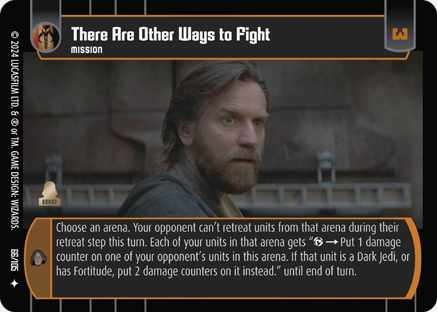 There Are Other Ways to Fight
MISSION
3
© 2024 LUCASFILM LTD. & ® or TM. GAME DESIGN: WIZARDS.
Choose an arena. Your opponent can't retreat units from that arena during their
retreat step this turn. Each of your units in that arena gets "→ Put 1 damage
counter on one of your opponent's units in this arena. If that unit is a Dark Jedi, or
has Fortitude, put 2 damage counters on it instead." until end of turn.